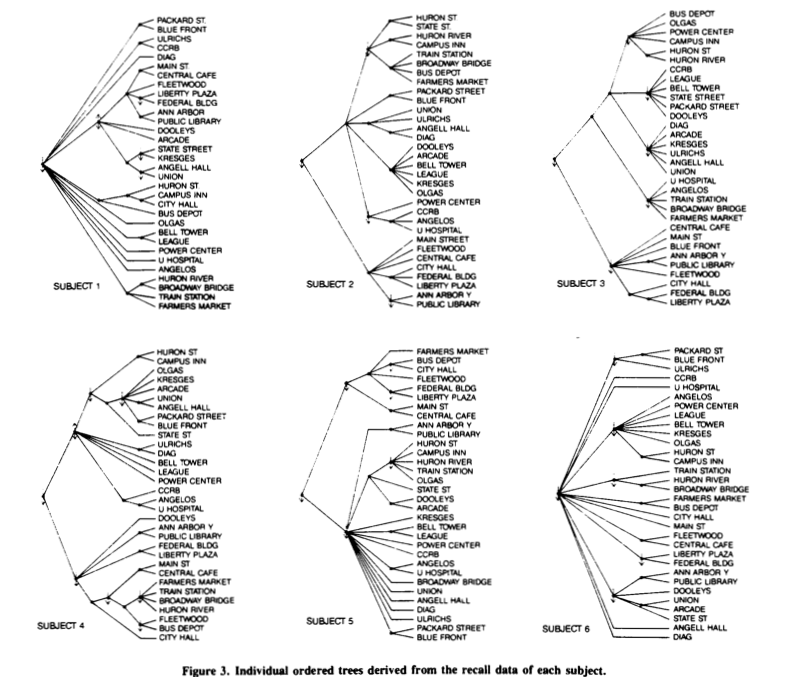 PACKARD ST.
BLUE FRONT
ULRICHS
CCRB
DIAG
MAIN ST.
CENTRAL CAFE
FLEETWOOD
LIBERTY PLAZA
FEDERAL BLDG
ANN ARBOR
PUBLIC LIBRARY
DOOLEYS
ARCADE
STATE STREET
KRESGES
ANGELL HALL
UNION
HURON ST.
CAMPUS INN
CITY HALL
BUS DEPOT
OLGAS
BELL TOWER
LEAGUE
POWER CENTER
U HOSPITAL
ANGELOS
HURON RIVER
BROADWAY BRIDGE
TRAIN STATION
FARMERS MARKET
SUBJECT 1
HURON ST
STATE ST.
HURON RIVER
CAMPUS INN
TRAIN STATION
BROADWAY BRIDGE
BUS DEPOT
FARMERS MARKET
PACKARD STREET
BLUE FRONT
UNION
ULRICHS
ANGELL HALL
DIAG
DOOLEYS
ARCADE
BELL TOWER
LEAGUE
KRESGES
OLGAS
POWER CENTER
CCRB
ANGELOS
U HOSPITAL
MAIN STREET
FLEETWOOD
CENTRAL CAFE
CITY HALL
FEDERAL BLDG
LIBERTY PLAZA
ANN ARBOR Y
PUBLIC LIBRARY
SUBJECT 2
BUS DEPOT
OLGAS
POWER CENTER
CAMPUS INN
HURON ST
HURON RIVER
CCRB
LEAGUE
BELL TOWER
STATE STREET
PACKARD STREET
DOOLEYS
DIAG
ARCADE
KRESGES
ULRICHS
ANGELL HALL
UNION
U HOSPITAL
ANGELOS
TRAIN STATION
BROADWAY BRIDGE
FARMERS MARKET
CENTRAL CAFE
MAIN ST
BLUE FRONT
ANN ARBOR Y
PUBLIC LIBRARY
FLEETWOOD
CITY HALL
FEDERAL BLDG
LIBERTY PLAZA
SUBJECT 3
HURON ST
CAMPUS INN
OLGAS
KRESGES
ARCADE
UNION
ANGELL HALL
PACKARD STREET
BLUE FRONT
STATE ST
ULRICHS
DIAG
BELL TOWER
LEAGUE
POWER CENTER
CCRB
ANGELOS
U HOSPITAL
DOOLEYS
ANN ARBOR Y
PUBLIC LIBRARY
FEDERAL BLDG
LIBERTY PLAZA
MAIN ST
CENTRAL CAFE
FARMERS MARKET
TRAIN STATION
BROADWAY BRIDGE
HURON RIVER
FLEETWOOD
BUS DEPOT
CITY HALL
SUBJECT 4
FARMERS MARKET
BUS DEPOT
CITY HALL
FLEETWOOD
FEDERAL BLDG
LIBERTY PLAZA
MAIN ST
CENTRAL CAFE
ANN ARBOR Y
PUBLIC LIBRARY
HURON ST
CAMPUS INN
HURON RIVER
TRAIN STATION
OLGAS
STATE ST
DOOLEYS
ARCADE
KRESGES
BELL TOWER
LEAGUE
POWER CENTER
CCRB
ANGELOS
U HOSPITAL
BROADWAY BRIDGE
UNION
ANGELL HALL
DIAG
ULRICHS
PACKARD STREET
BLUE FRONT
SUBJECT 5
PACKARD ST
BLUE FRONT
ULRICHS
CCRB
U HOSPITAL
ANGELOS
POWER CENTER
LEAGUE
BELL TOWER
KRESGES
OLGAS
HURON ST
CAMPUS INN
TRAIN STATION
HURON RIVER
BROADWAY BRIDGE
FARMERS MARKET
BUS DEPOT
CITY HALL
MAIN ST
FLEETWOOD
CENTRAL CAFE
LIBERTY PLAZA
FEDERAL BLDG
ANN ARBOR Y
PUBLIC LIBRARY
DOOLEYS
UNION
ARCADE
STATE ST
ANGELL HALL
DIAG
SUBJECT 6
Figure 3. Individual ordered trees derived from the recall data of each subject.